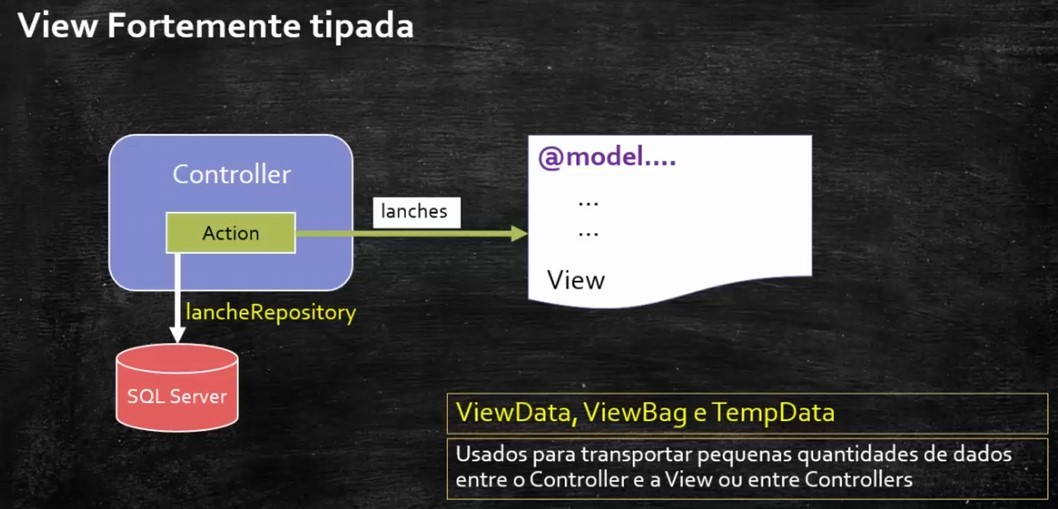 View Fortemente tipada
Controller
Action
lanches
@model....
...
...
View
lancheRepository
SQL Server
ViewData, ViewBag e TempData
Usados para transportar pequenas quantidades de dados
entre o Controller e a View ou entre Controllers